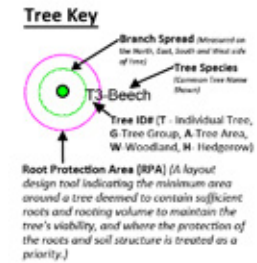 Tree Key
Branch Spread (Measured on
the North, East, South and West side
of Tree)
Tree Species
(Common Tree Name
Shown)
T3-Beech
Tree ID# (T - Individual Tree,
G-Tree Group, A-Tree Area,
W-Woodland, H- Hedgerow)
Root Protection Area (RPA) (A layout
design tool indicating the minimum area
around a tree deemed to contain sufficient
roots and rooting volume to maintain the
tree's viability, and where the protection of
the roots and soil structure is treated as a
priority.)